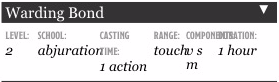 Warding Bond
LEVEL: SCHOOL: CASTING TIME: RANGE: COMPONENTS: DURATION:
2 abjuration 1 action touch v s m 1 hour